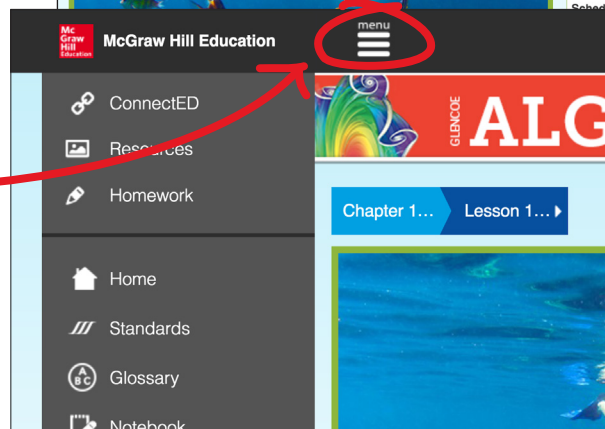 Sched
menu
Mc
Graw
Hill
Education
McGraw Hill Education
ConnectED
Resources
Homework
GLENCOE
ALG
Chapter 1...
Lesson 1...
Home
Standards
A
B C
Glossary
Notebook